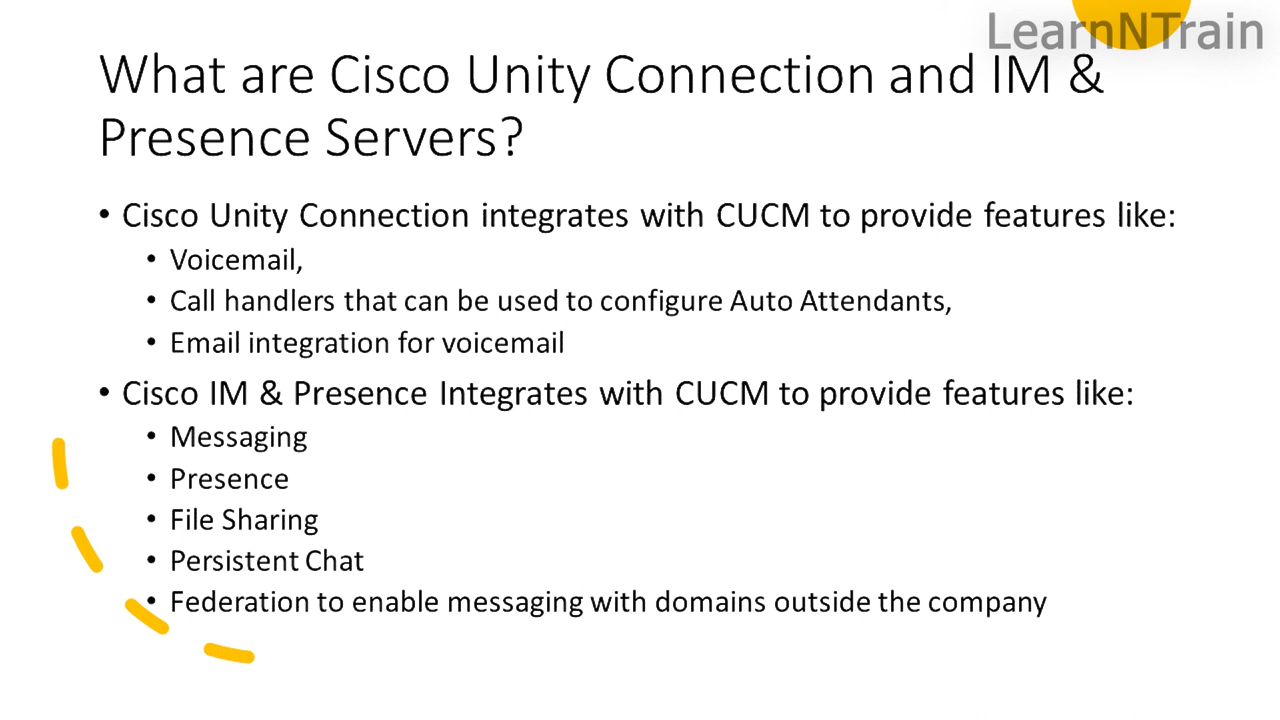 LearnNTrain
What are Cisco Unity Connection and IM &
Presence Servers?
• Cisco Unity Connection integrates with CUCM to provide features like:
• Voicemail,
• Call handlers that can be used to configure Auto Attendants,
• Email integration for voicemail
• Cisco IM & Presence Integrates with CUCM to provide features like:
• Messaging
• Presence
• File Sharing
• Persistent Chat
• Federation to enable messaging with domains outside the company